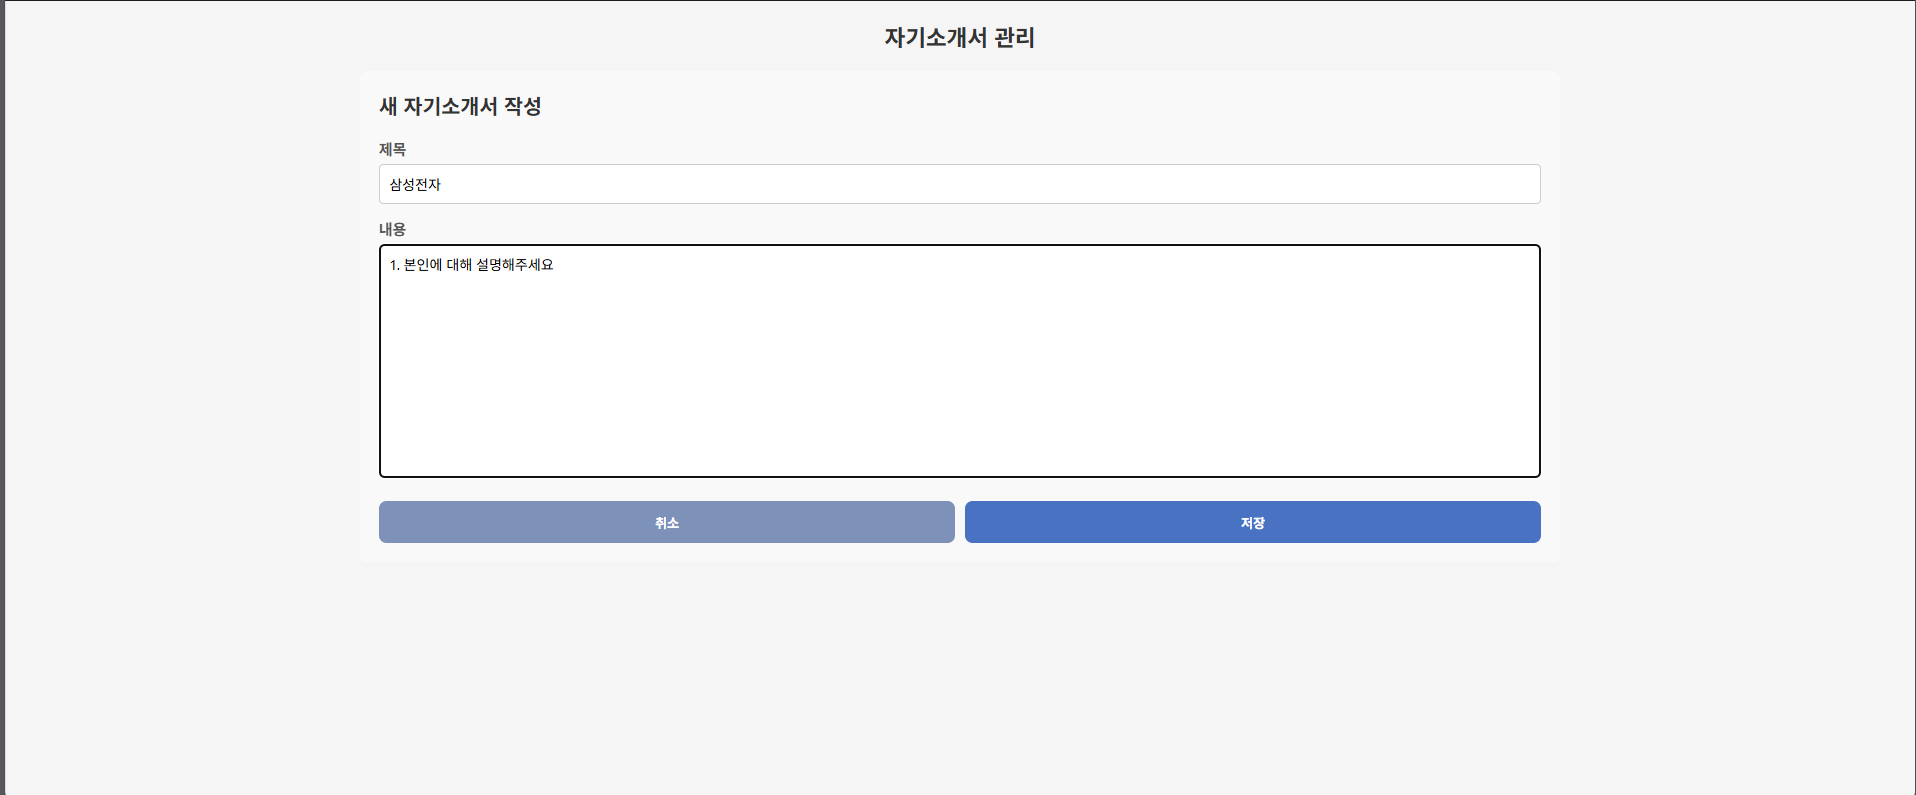 자기소개서 관리
새 자기소개서 작성
제목
삼성전자
내용
1. 본인에 대해 설명해주세요
취소
저장